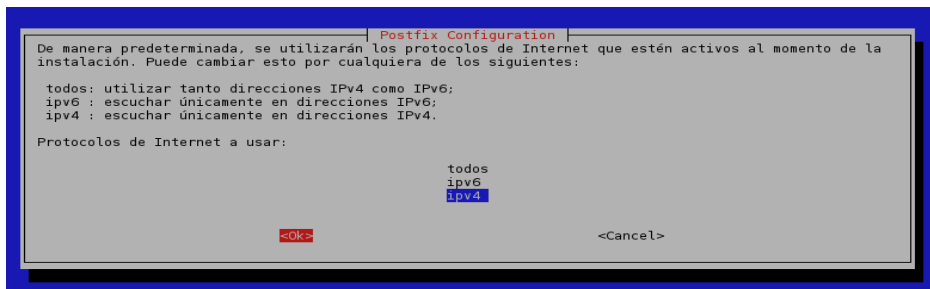 Postfix Configuration
De manera predeterminada, se utilizarán los protocolos de Internet que estén activos al momento de la
instalación. Puede cambiar esto por cualquiera de los siguientes:
todos: utilizar tanto direcciones IPv4 como IPv6;
ipv6 : escuchar únicamente en direcciones IPv6;
ipv4 : escuchar únicamente en direcciones IPv4.
Protocolos de Internet a usar:
todos
ipv6
ipv4
<Ok> <Cancel>